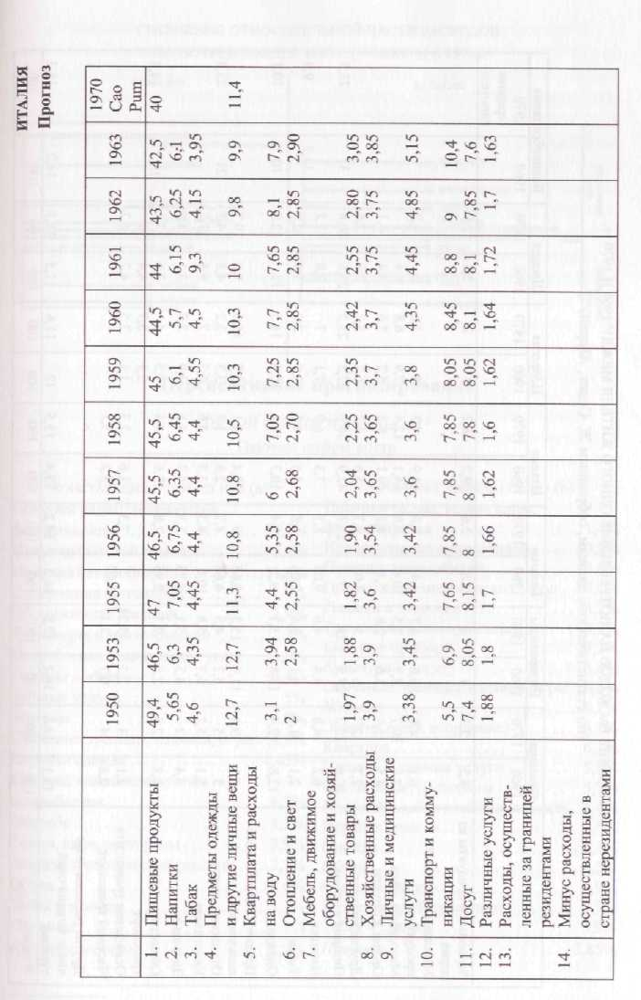 ИТАЛИЯ
Прогноз
1950 1953 1955 1956 1957 1958 1959 1960 1961 1962 1963 1970
Сао
Рит
1. Пищевые продукты 49,4 46,5 47 46,5 45,5 45,5 45 44,5 44 43,5 42,5 40
2. Напитки 5,65 6,3 7,05 6,75 6,35 6,45 6,1 5,7 6,15 6,25 6,1
3. Табак 4,6 4,35 4,45 4,4 4,4 4,4 4,55 4,5 9,3 4,15 3,95
4. Предметы одежды
и другие личные вещи 12,7 12,7 11,3 10,8 10,8 10,5 10,3 10,3 10 9,8 9,9 11,4
5. Квартплата и расходы
на воду 3,1 3,94 4,4 5,35 6 7,05 7,25 7,7 7,65 8,1 7,9
6. Отопление и свет 2 2,58 2,55 2,58 2,68 2,70 2,85 2,85 2,85 2,85 2,90
7. Мебель, движимое
оборудование и хозяй-
ственные товары 1,97 1,88 1,82 1,90 2,04 2,25 2,35 2,42 2,55 2,80 3,05
8. Хозяйственные расходы 3,9 3,9 3,6 3,54 3,65 3,7 3,7 3,75 3,75 3,85
9. Личные и медицинские
услуги 3,38 3,45 3,42 3,42 3,6 3,6 3,8 4,35 4,45 4,85 5,15
10. Транспорт и комму-
никации 5,5 6,9 7,65 7,85 7,85 7,85 8,05 8,45 8,8 9 10,4
11. Досуг 7,4 8,05 8,15 8 8 7,8 8,05 8,1 8,1 7,85 7,6
12. Различные услуги 1,88 1,8 1,7 1,66 1,62 1,6 1,62 1,64 1,72 1,7 1,63
13. Расходы, осуществ-
ленные за границей
резидентами
14. Минус расходы,
осуществленные в
стране нерезидентами